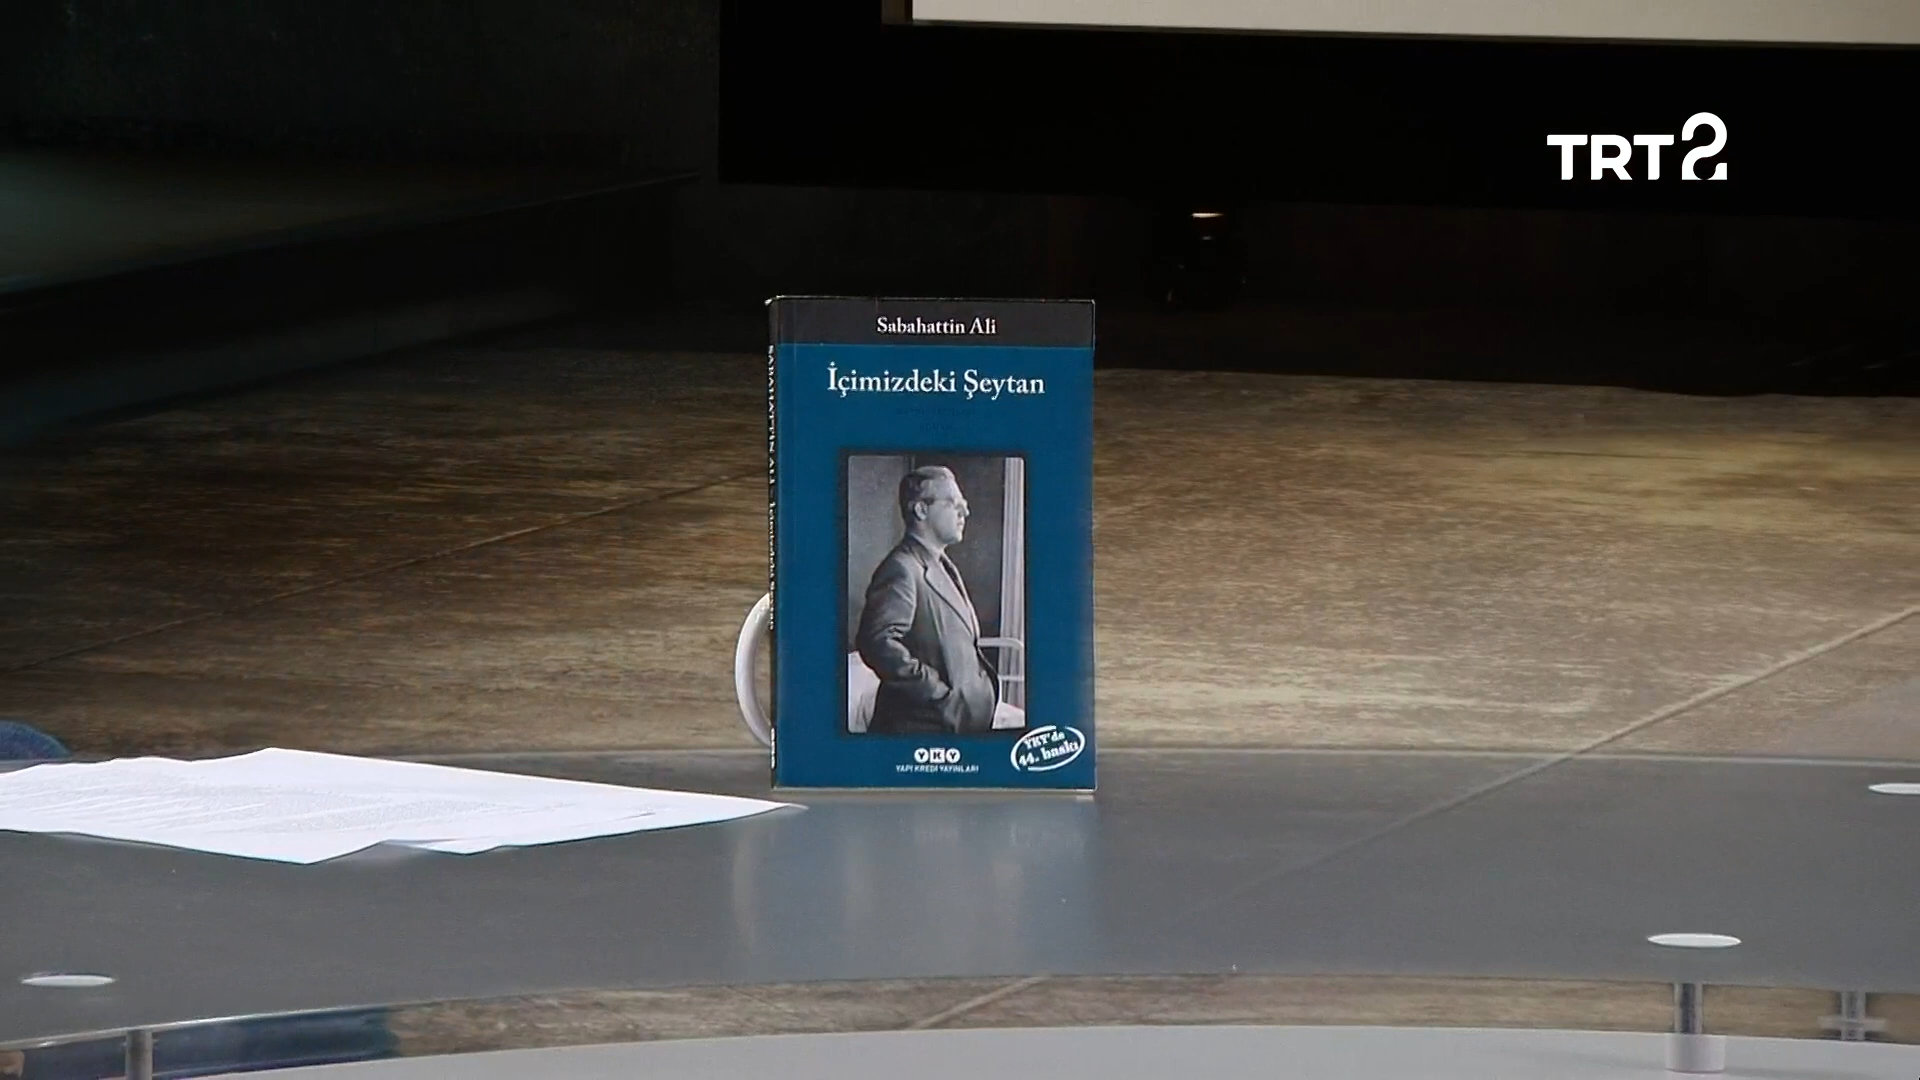 TRT2
Sabahattin Ali
İçimizdeki Şeytan
YKY
YAPI KREDİ YAYINLARI
YKY'de
44. baskı
SABAHATTİN ALİ - İçimizdeki Şeytan